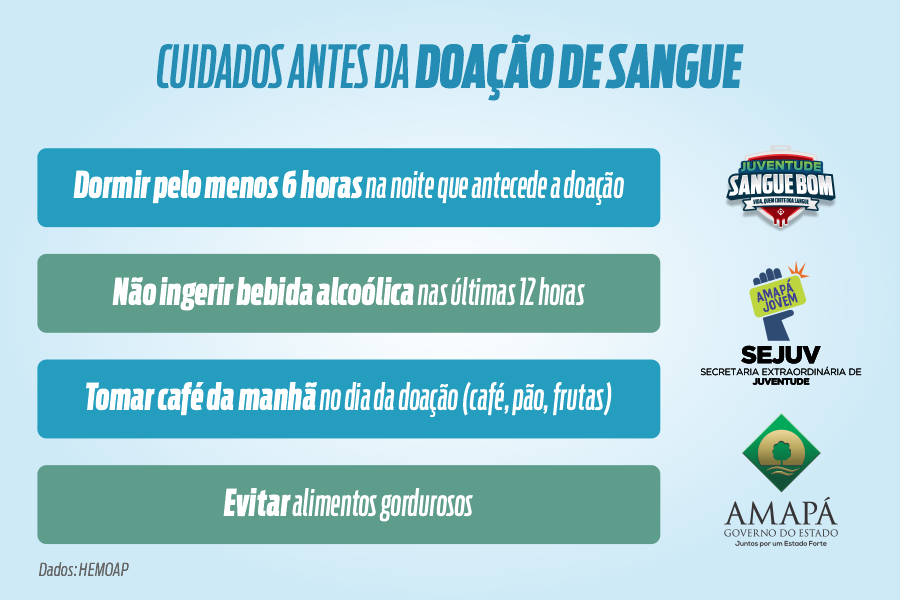 CUIDADOS ANTES DA DOAÇÃO DE SANGUE
Dormir pelo menos 6 horas na noite que antecede a doação
Não ingerir bebida alcoólica nas últimas 12 horas
Tomar café da manhã no dia da doação (café, pão, frutas)
Evitar alimentos gordurosos
Dados: HEMOAP
JUVENTUDE
SANGUE BOM
VIDA, QUEM CURTE DOA SANGUE
AMAPÁ
JOVEM
SEJUV
SECRETARIA EXTRAORDINÁRIA DE
JUVENTUDE
AMAPÁ
GOVERNO DO ESTADO
Juntos por um Estado Forte